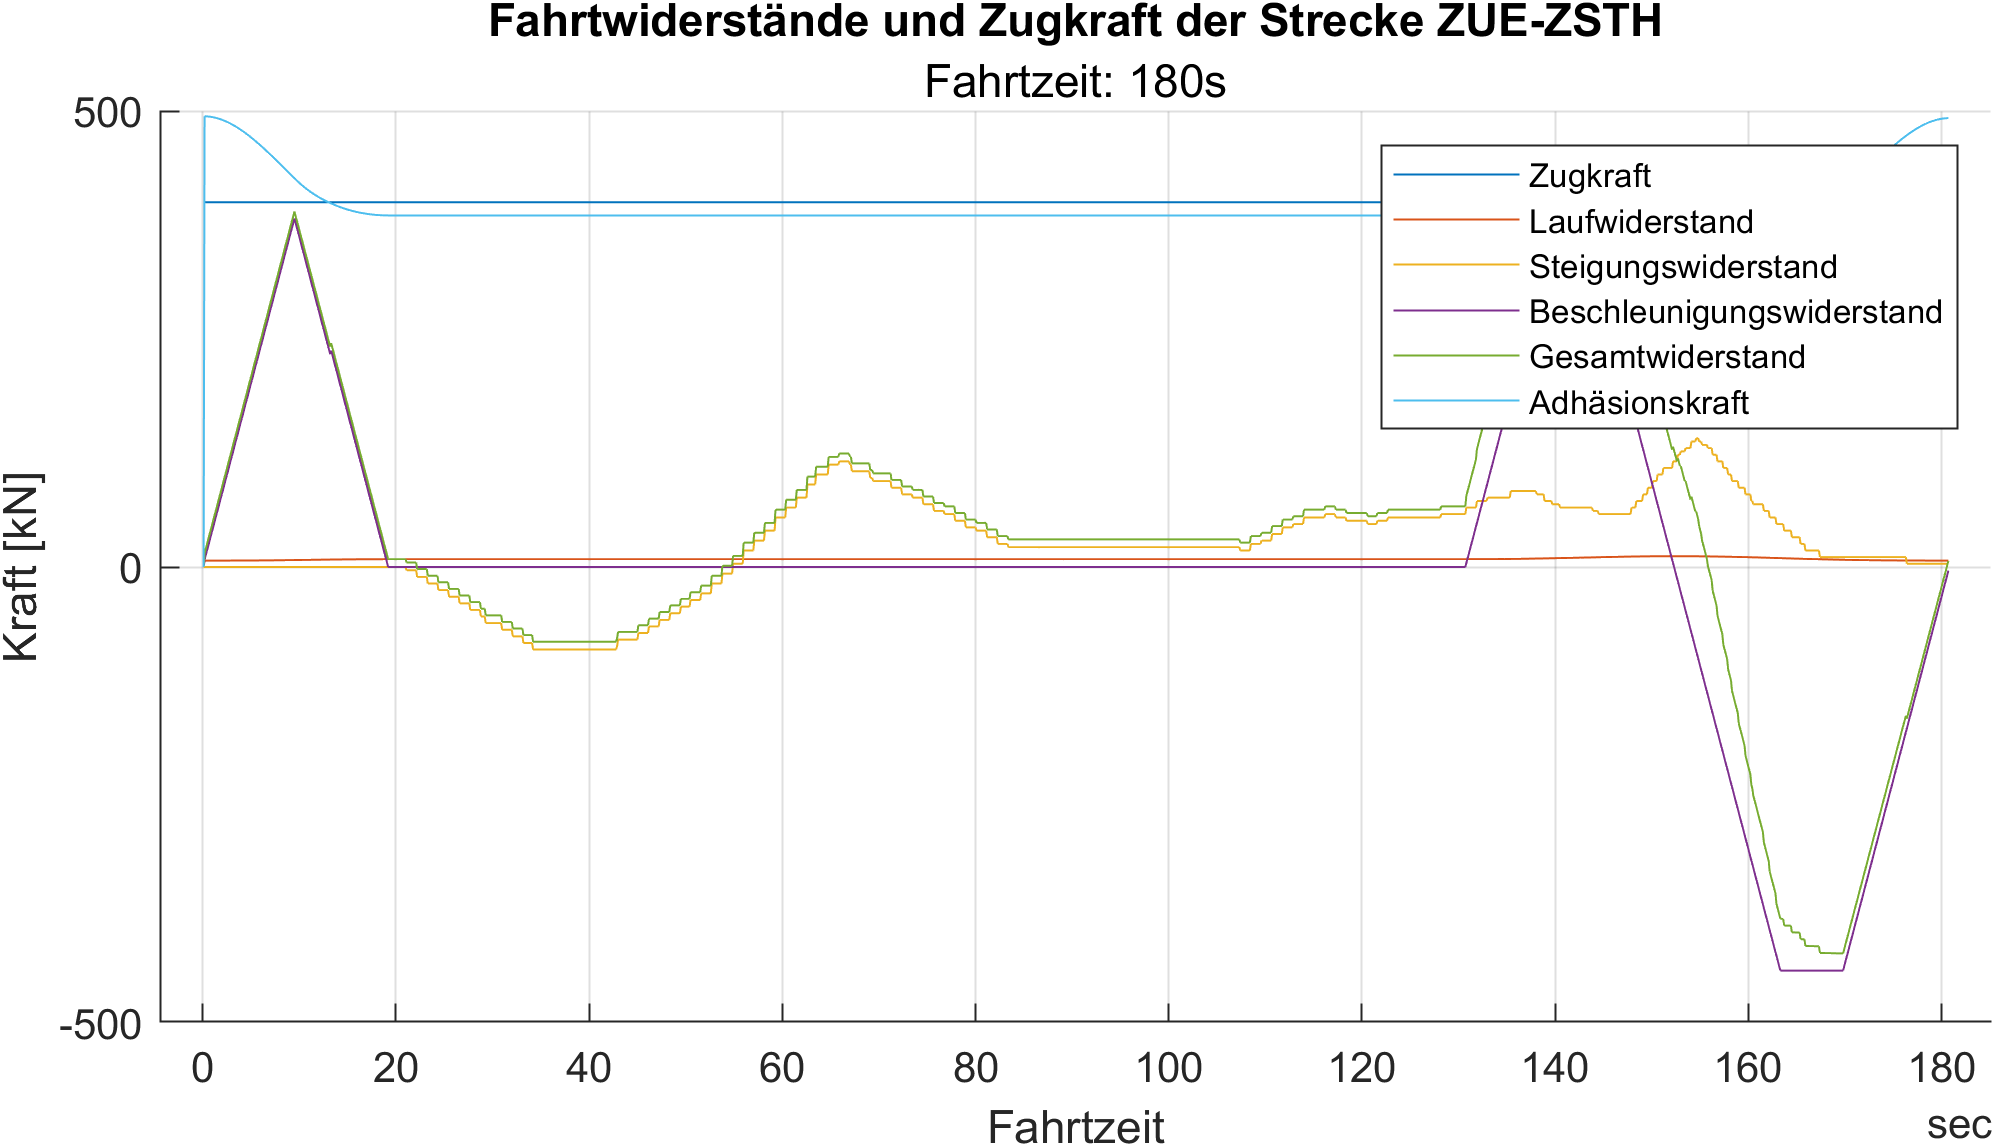 Fahrtwiderstände und Zugkraft der Strecke ZUE-ZSTH
Fahrtzeit: 180s
500
0
-500
Kraft [kN]
Zugkraft
Laufwiderstand
Steigungswiderstand
Beschleunigungswiderstand
Gesamtwiderstand
Adhäsionskraft
0 20 40 60 80 100 120 140 160 180
Fahrtzeit
sec